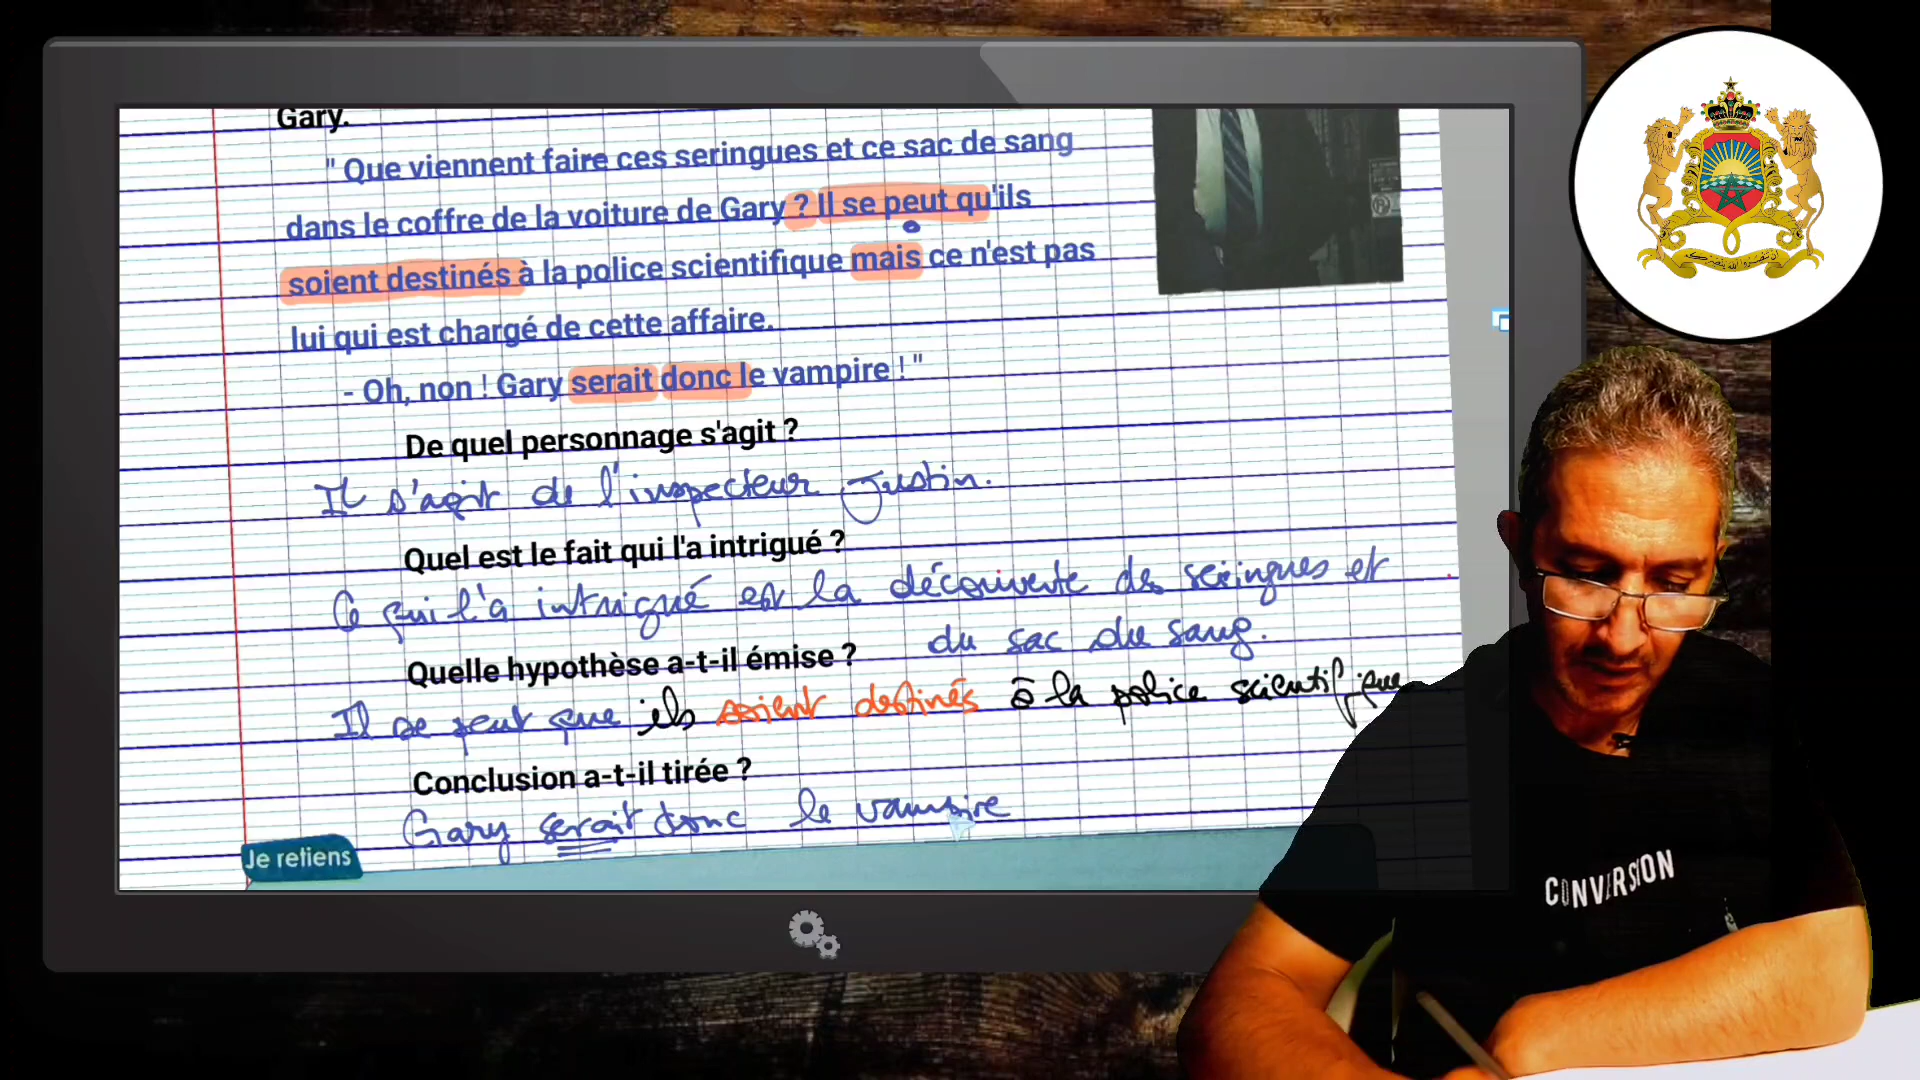 Gary.
" Que viennent faire ces seringues et ce sac de sang
dans le coffre de la voiture de Gary ? Il se peut qu'ils
soient destinés à la police scientifique mais ce n'est pas
lui qui est chargé de cette affaire.
- Oh, non ! Gary serait donc le vampire ! "
De quel personnage s'agit ?
Il s'agit de l'inspecteur Justin.
Quel est le fait qui l'a intrigué ?
Ce qui l'a intrigué est la découverte des seringues et
du sac du sang.
Quelle hypothèse a-t-il émise ?
Il se peut que ils soient destinés à la police scientifique
Conclusion a-t-il tirée ?
Gary serait donc le vampire
Je retiens
CONVERSION